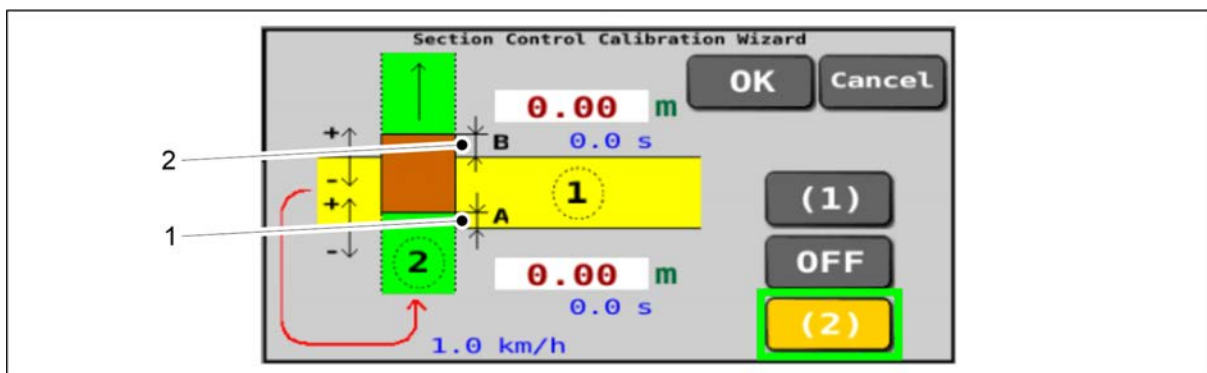 Section Control Calibration Wizard
OK Cancel
0.00 m
+ 2 B 0.0 s
-
1
(1)
+
1 A
-
2 OFF
0.00 m
0.0 s
(2)
1.0 km/h